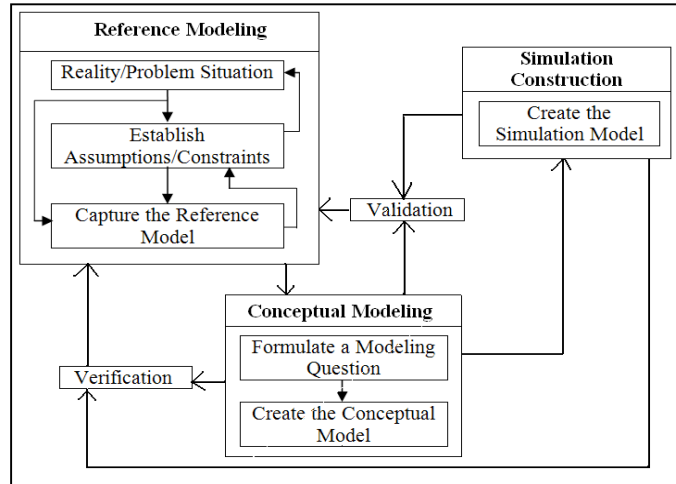 Reference Modeling
Reality/Problem Situation
Establish
Assumptions/Constraints
Capture the Reference
Model
Simulation
Construction
Create the
Simulation Model
Validation
Conceptual Modeling
Formulate a Modeling
Question
Create the Conceptual
Model
Verification